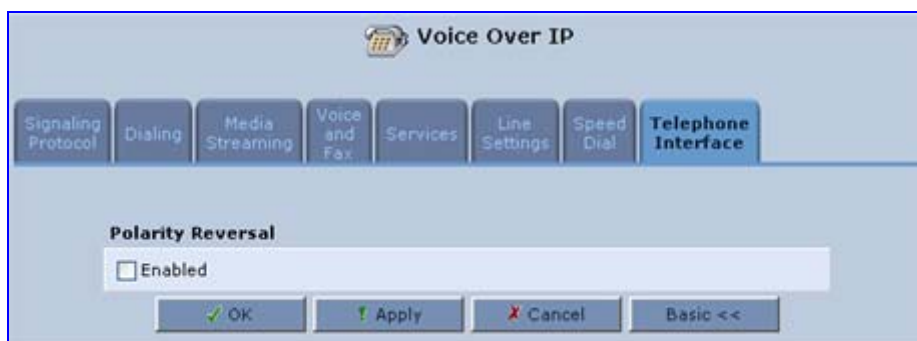 Voice Over IP
Signaling
Protocol
Dialing
Media
Streaming
Voice
and
Fax
Services
Line
Settings
Speed
Dial
Telephone
Interface
Polarity Reversal
Enabled
OK
Apply
Cancel
Basic <<